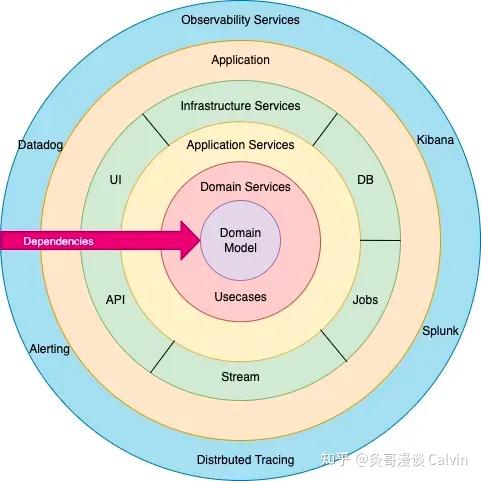 Observability Services
Application
Infrastructure Services
Datadog
Kibana
Application Services
UI
DB
Domain Services
Domain
Model
Dependencies
Usecases
API
Jobs
Alerting
Splunk
Stream
Distrbuted Tracing
知乎 @灸哥漫谈 Calvin